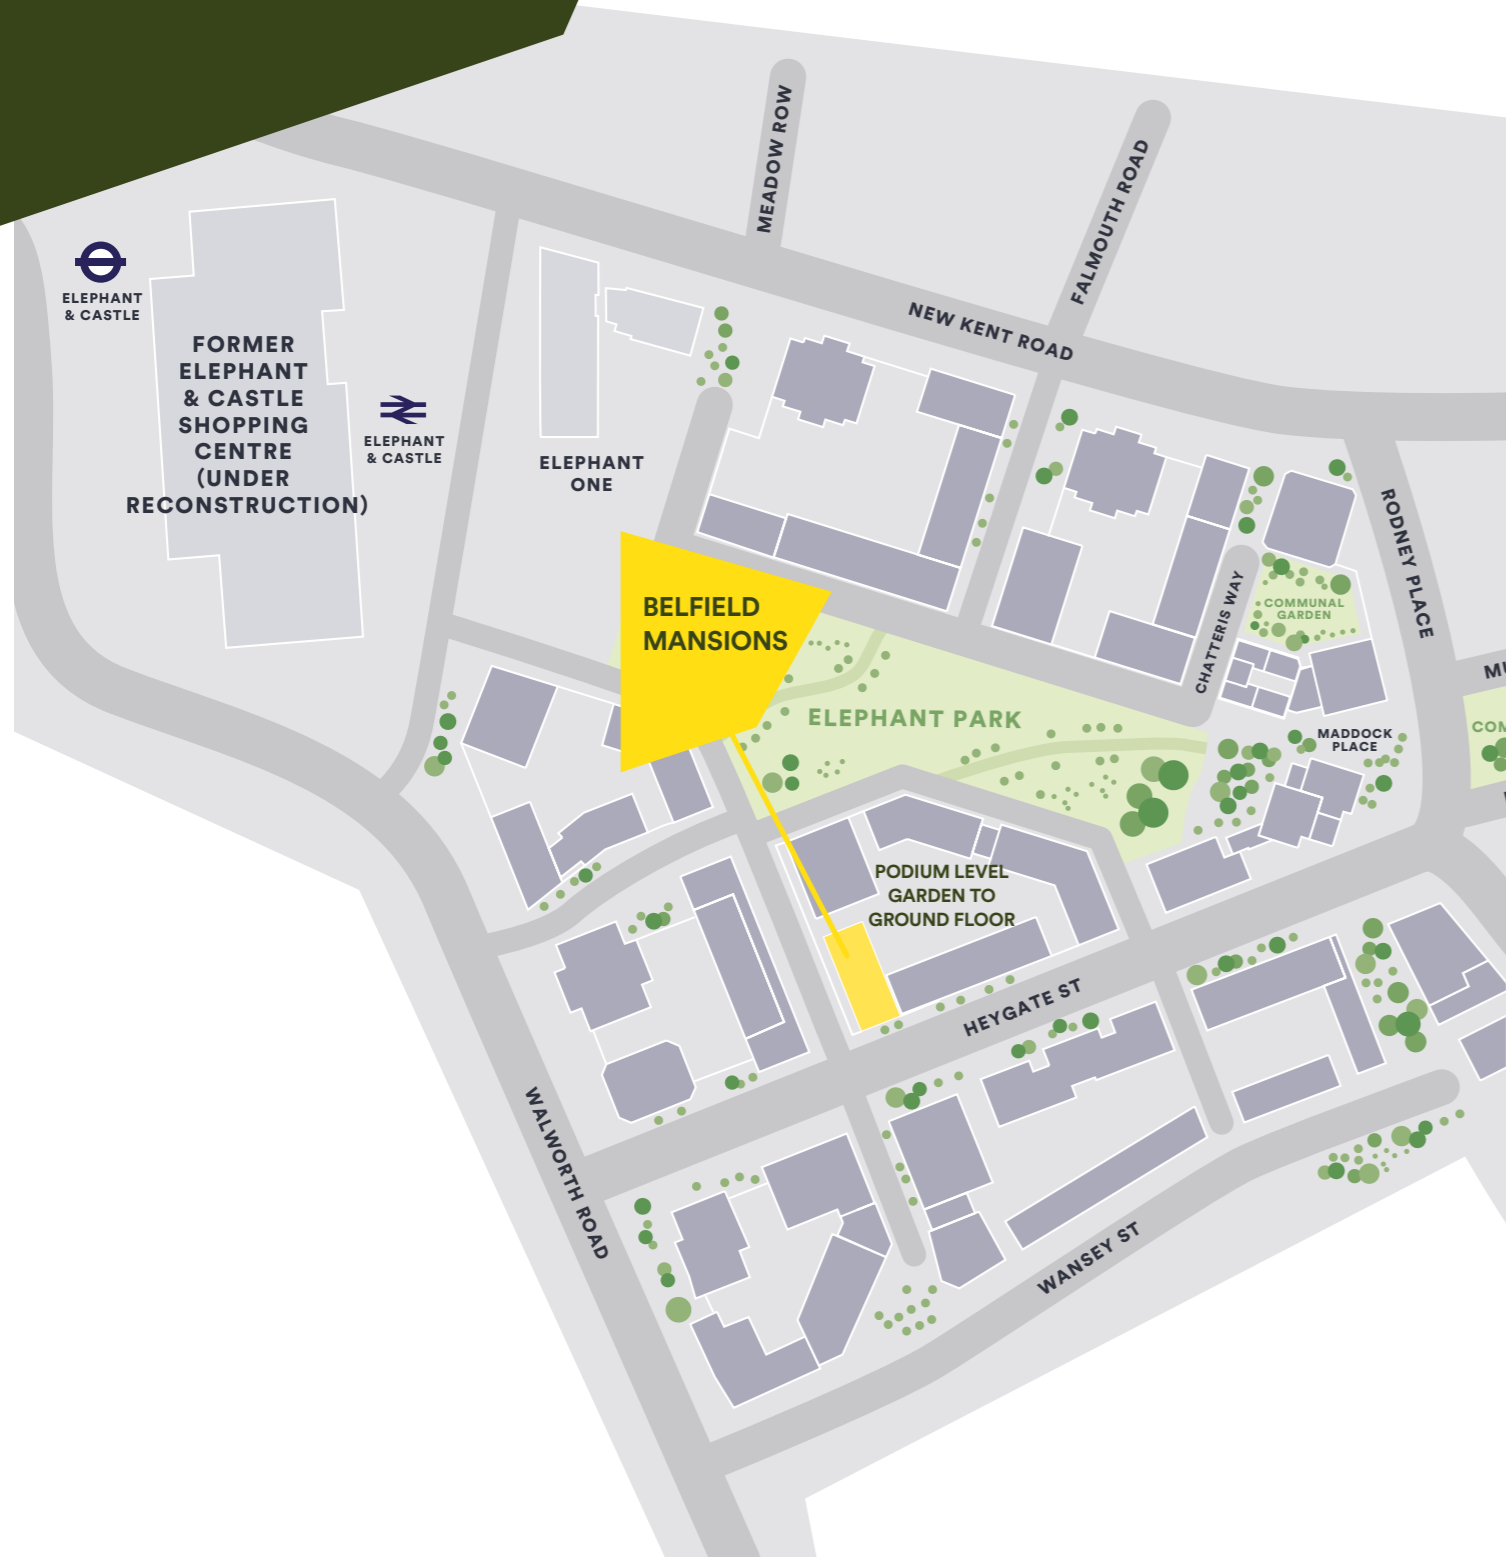 MEADOW ROW
FALMOUTH ROAD
ELEPHANT
& CASTLE
NEW KENT ROAD
FORMER
ELEPHANT
& CASTLE
SHOPPING
CENTRE
(UNDER
RECONSTRUCTION)
ELEPHANT
& CASTLE
ELEPHANT
ONE
RODNEY PLACE
BELFIELD
MANSIONS
CHATTERIS WAY
COMMUNAL
GARDEN
ELEPHANT PARK
MADDOCK
PLACE
PODIUM LEVEL
GARDEN TO
GROUND FLOOR
HEYGATE ST
WALWORTH ROAD
WANSEY ST